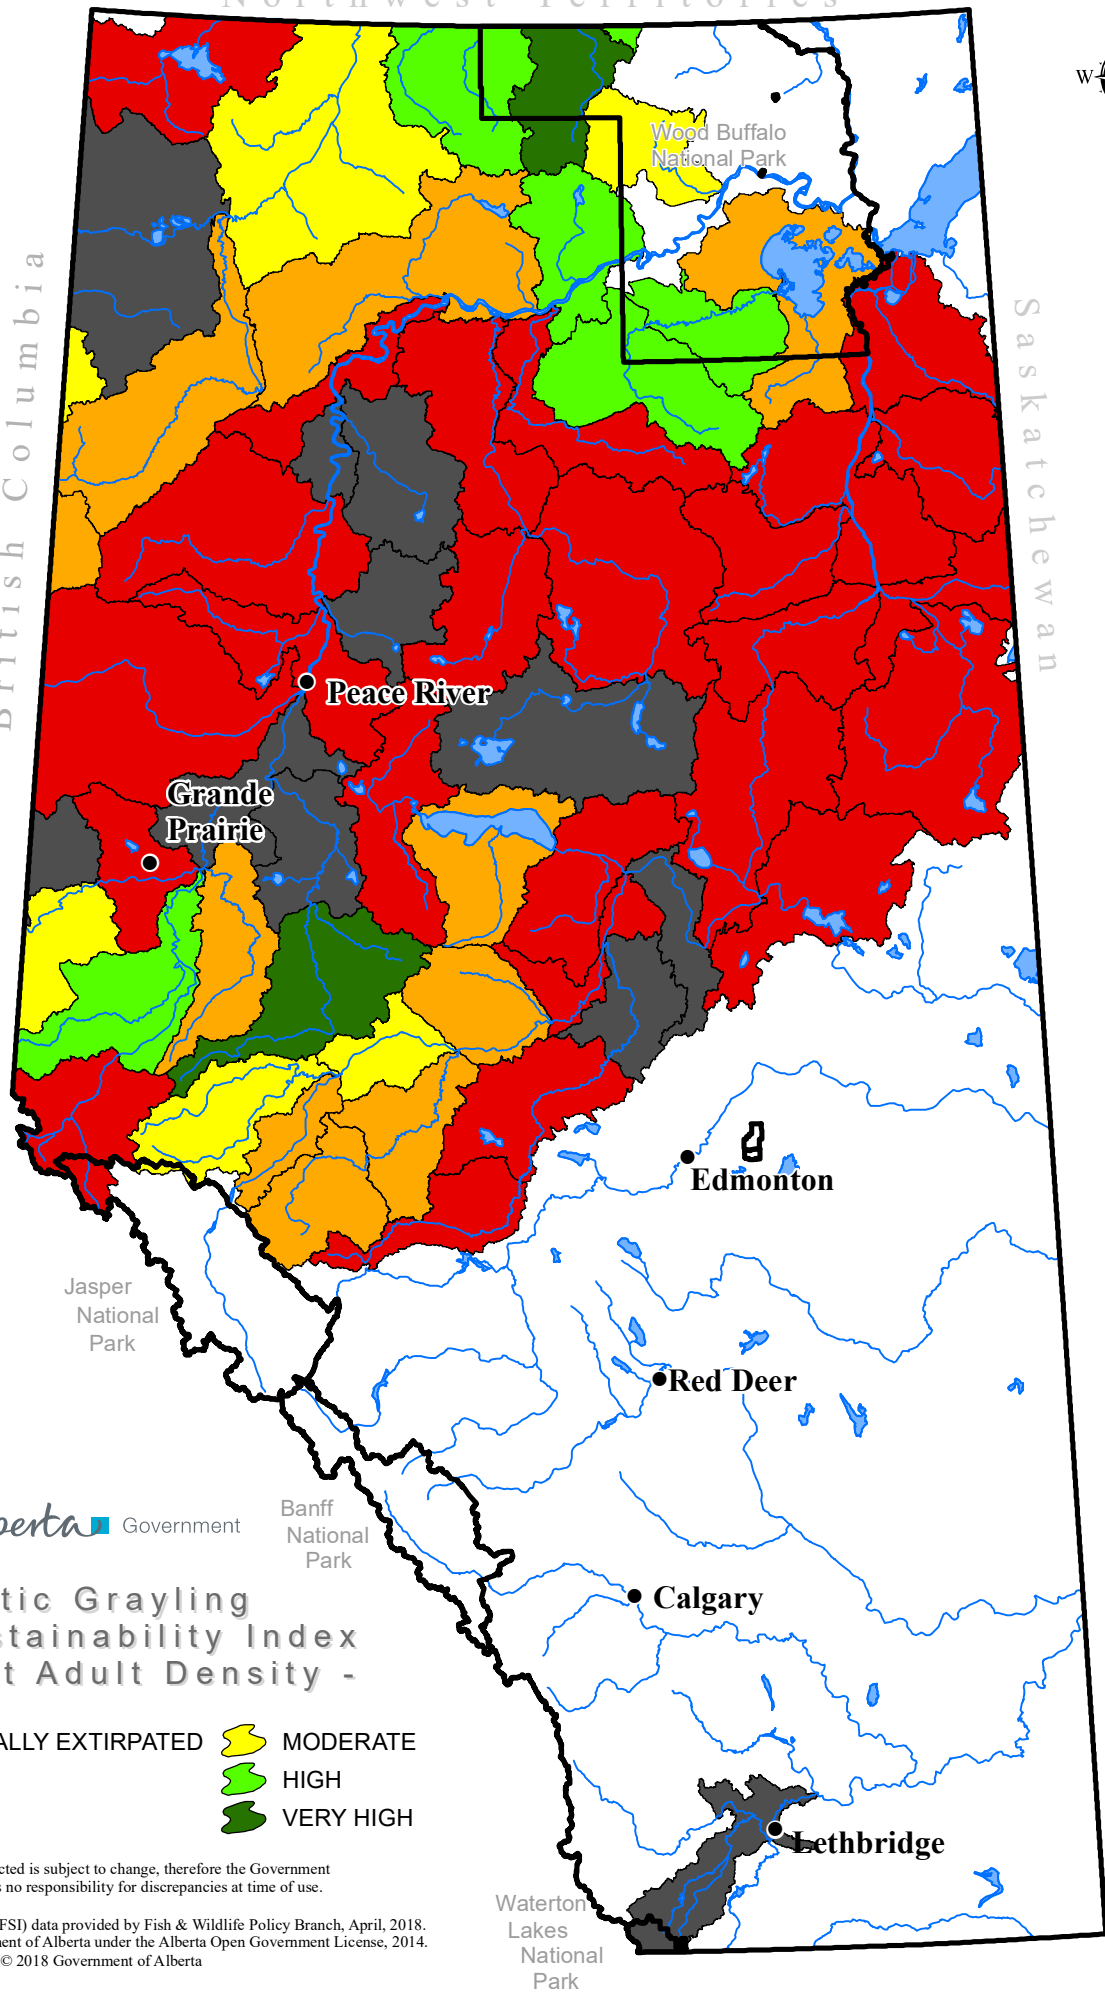 Northwest Territories
W
Wood Buffalo
National Park
British Columbia
Saskatchewan
Peace River
Grande
Prairie
Edmonton
Jasper
National
Park
Red Deer
Banff
National
Park
Government
Calgary
tic Grayling
stainability Index
t Adult Density -
ALLY EXTIRPATED
MODERATE
HIGH
VERY HIGH
Lethbridge
cted is subject to change, therefore the Government
s no responsibility for discrepancies at time of use.
Waterton
Lakes
National
Park
FSI) data provided by Fish & Wildlife Policy Branch, April, 2018.
ment of Alberta under the Alberta Open Government License, 2014.
© 2018 Government of Alberta